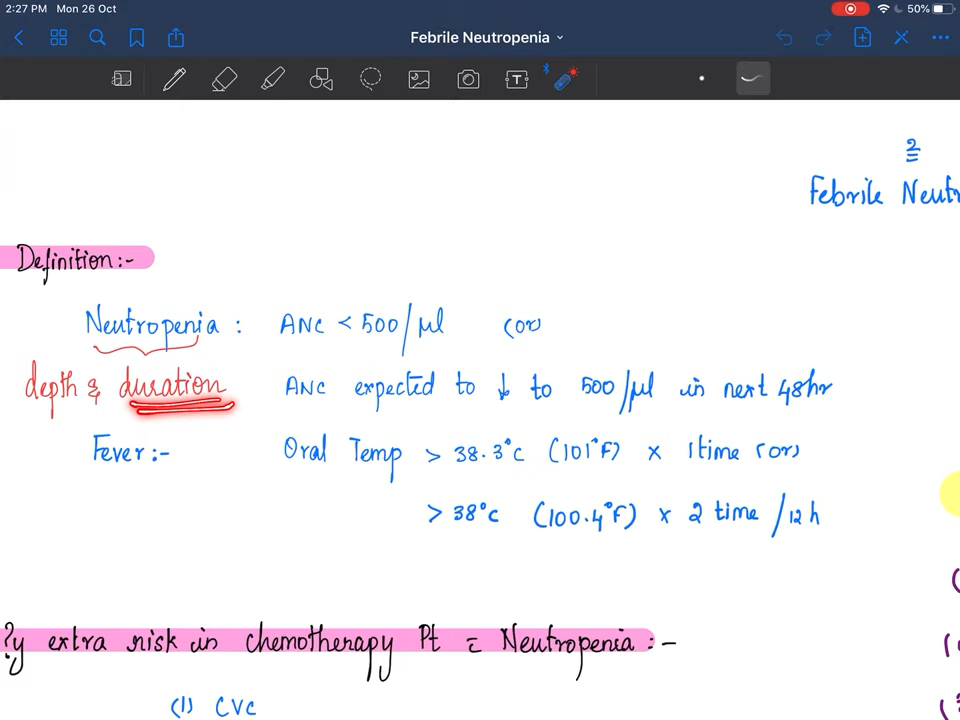 2:27 PM Mon 26 Oct
50%
Febrile Neutropenia
T
2
Febrile Neutr
Definition:-
Neutropenia : ANC < 500/μl (or)
depth & duration ANC expected to ↓ to 500/μl in next 48hr
Fever :- Oral Temp > 38.3°C (101°F) x 1time (or)
> 38°C (100.4°F) x 2 time /12 h
?y extra risk in chemotherapy Pt = Neutropenia :-
(1) CVC